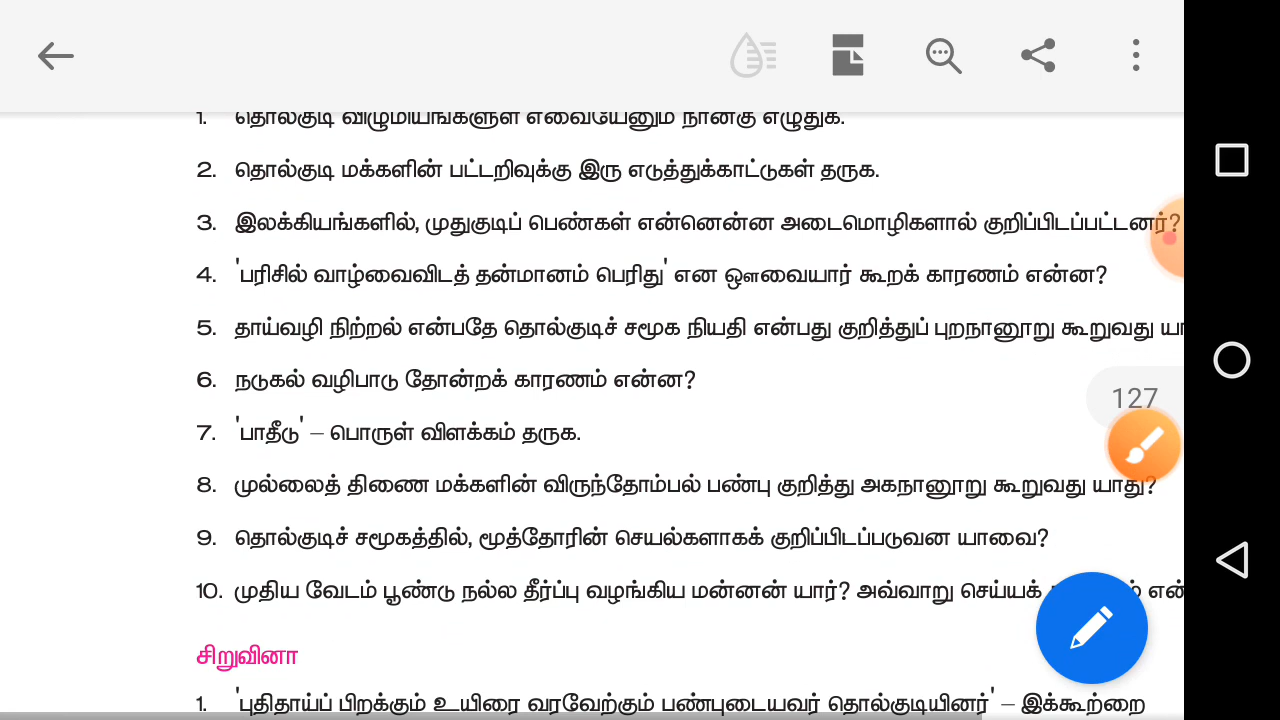 1. தொல்குடி விழுமியங்களுள் எவையேனும் நான்கு எழுதுக.
2. தொல்குடி மக்களின் பட்டறிவுக்கு இரு எடுத்துக்காட்டுகள் தருக.
3. இலக்கியங்களில், முதுகுடிப் பெண்கள் என்னென்ன அடைமொழிகளால் குறிப்பிடப்பட்டனர்?
4. 'பரிசில் வாழ்வைவிடத் தன்மானம் பெரிது' என ஔவையார் கூறக் காரணம் என்ன?
5. தாய்வழி நிற்றல் என்பதே தொல்குடிச் சமூக நியதி என்பது குறித்துப் புறநானூறு கூறுவது
6. நடுகல் வழிபாடு தோன்றக் காரணம் என்ன?
127
7. 'பாதீடு' – பொருள் விளக்கம் தருக.
8. முல்லைத் திணை மக்களின் விருந்தோம்பல் பண்பு குறித்து அகநானூறு கூறுவது யாது?
9. தொல்குடிச் சமூகத்தில், மூத்தோரின் செயல்களாகக் குறிப்பிடப்படுவன யாவை?
10. முதிய வேடம் பூண்டு நல்ல தீர்ப்பு வழங்கிய மன்னன் யார்? அவ்வாறு செய்யக்
சிறுவினா
1. 'புதிதாய்ப் பிறக்கும் உயிரை வரவேற்கும் பண்புடையவர் தொல்குடியினர்' – இக்கூற்றை